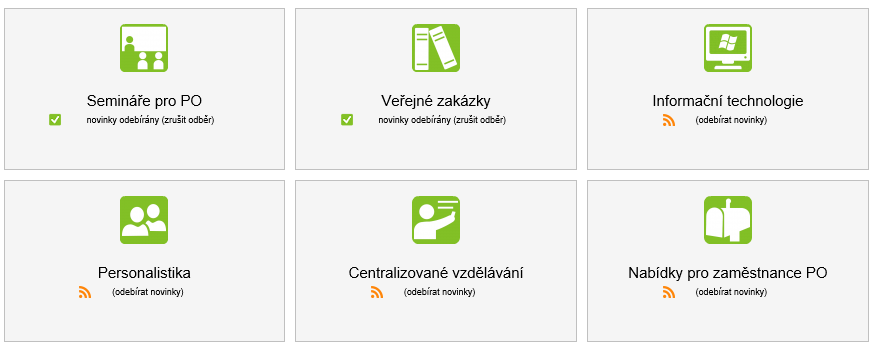 Semináře pro PO
novinky odebírány (zrušit odběr)
Veřejné zakázky
novinky odebírány (zrušit odběr)
Informační technologie
(odebírat novinky)
Personalistika
(odebírat novinky)
Centralizované vzdělávání
(odebírat novinky)
Nabídky pro zaměstnance PO
(odebírat novinky)